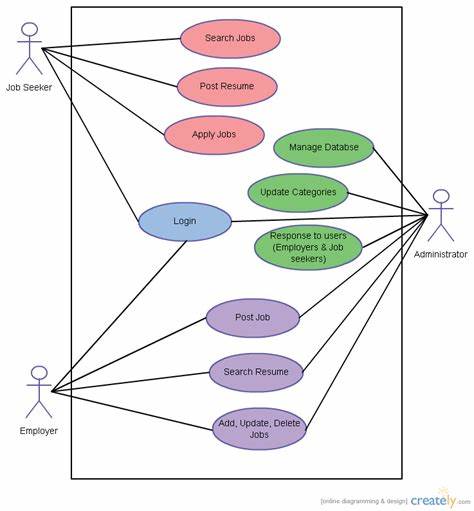 Search Jobs
Job Seeker
Post Resume
Apply Jobs
Manage Databse
Update Categories
Login
Response to users
(Employers & Job
seekers)
Administrator
Post Job
Search Resume
Add, Update, Delete
Jobs
Employer
[online diagramming & design] creately.com